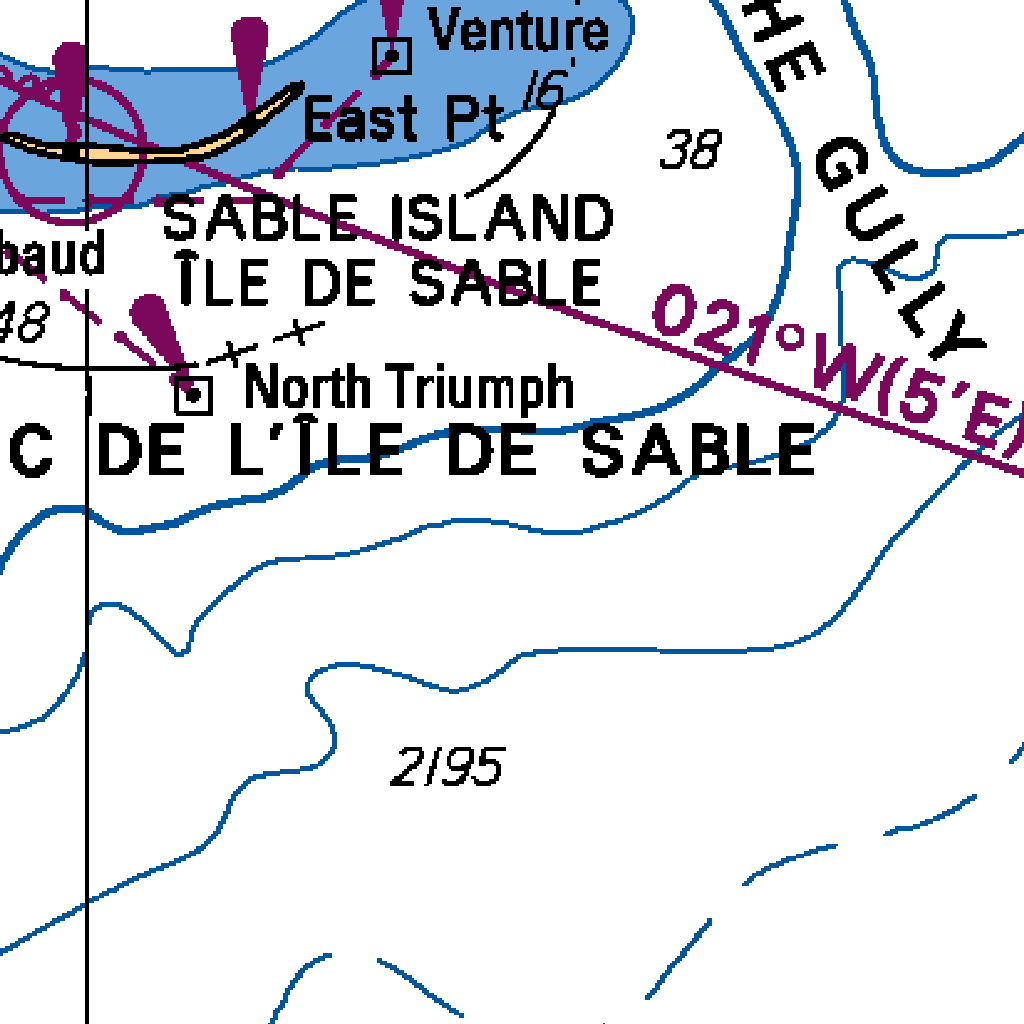 Venture
16
East Pt
38
HE GULLY
SABLE ISLAND
baud
ÎLE DE SABLE
48
021°W(5'E)
North Triumph
C DE L'ÎLE DE SABLE
2195